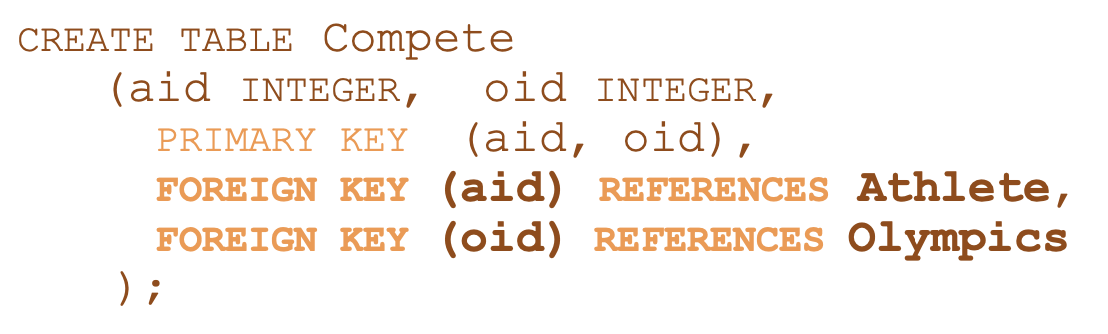 CREATE TABLE Compete
(aid INTEGER, oid INTEGER,
PRIMARY KEY (aid, oid),
FOREIGN KEY (aid) REFERENCES Athlete,
FOREIGN KEY (oid) REFERENCES Olympics
);